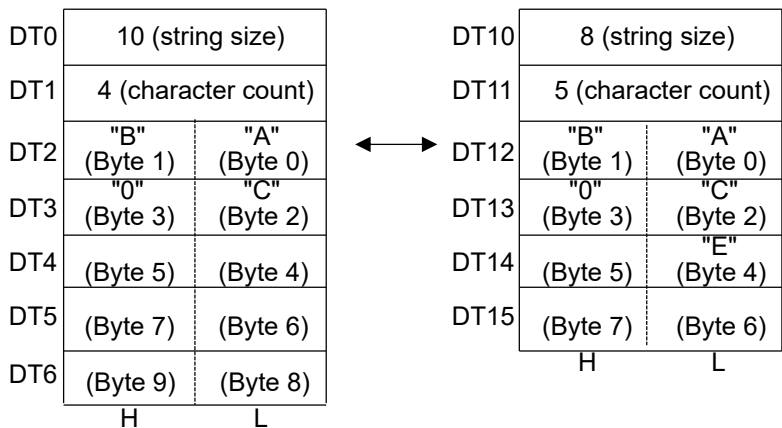 DT0 10 (string size)
DT1 4 (character count)
DT2 "B" (Byte 1) "A" (Byte 0)
DT3 "0" (Byte 3) "C" (Byte 2)
DT4 (Byte 5) (Byte 4)
DT5 (Byte 7) (Byte 6)
DT6 (Byte 9) (Byte 8)
H L
DT10 8 (string size)
DT11 5 (character count)
DT12 "B" (Byte 1) "A" (Byte 0)
DT13 "0" (Byte 3) "C" (Byte 2)
DT14 (Byte 5) "E" (Byte 4)
DT15 (Byte 7) (Byte 6)
H L